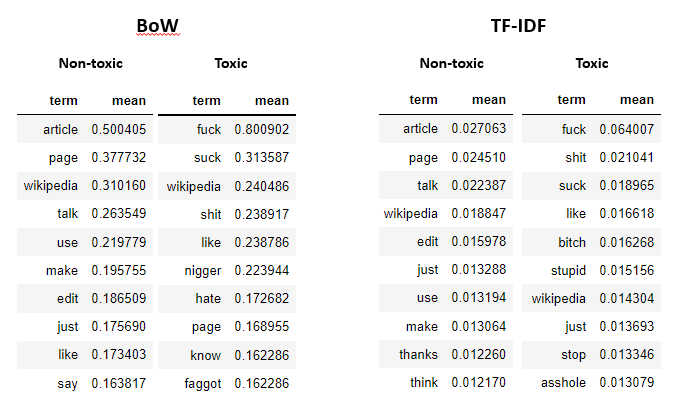 BoW TF-IDF
Non-toxic Toxic Non-toxic Toxic
term mean term mean term mean term mean
article 0.500405 fuck 0.800902 article 0.027063 fuck 0.064007
page 0.377732 suck 0.313587 page 0.024510 shit 0.021041
wikipedia 0.310160 wikipedia 0.240486 talk 0.022387 suck 0.018965
talk 0.263549 shit 0.238917 wikipedia 0.018847 like 0.016618
use 0.219779 like 0.238786 edit 0.015978 bitch 0.016268
make 0.195755 nigger 0.223944 just 0.013288 stupid 0.015156
edit 0.186509 hate 0.172682 use 0.013194 wikipedia 0.014304
just 0.175690 page 0.168955 make 0.013064 just 0.013693
like 0.173403 know 0.162286 thanks 0.012260 stop 0.013346
say 0.163817 faggot 0.162286 think 0.012170 asshole 0.013079